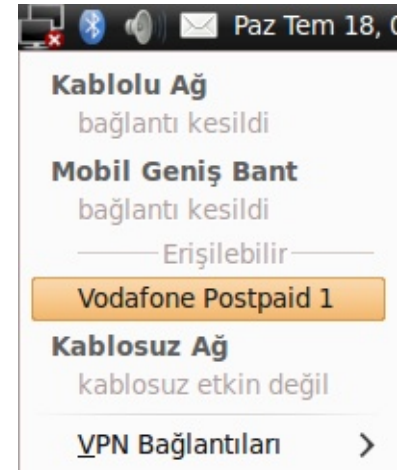 Paz Tem 18,
Kablolu Ağ
bağlantı kesildi
Mobil Geniş Bant
bağlantı kesildi
Erişilebilir
Vodafone Postpaid 1
Kablosuz Ağ
kablosuz etkin değil
VPN Bağlantıları